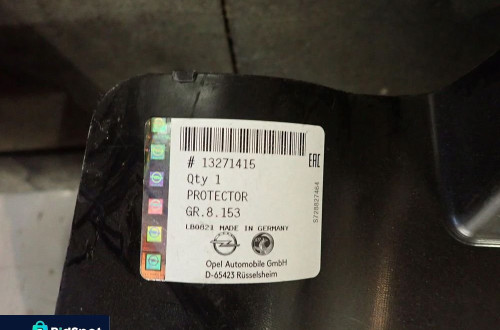 # 13271415
EAC
Qty 1
PROTECTOR
GR.8.153
LB0821 MADE IN GERMANY
Opel Automobile GmbH
D-65423 Rüsselsheim
BidSpot